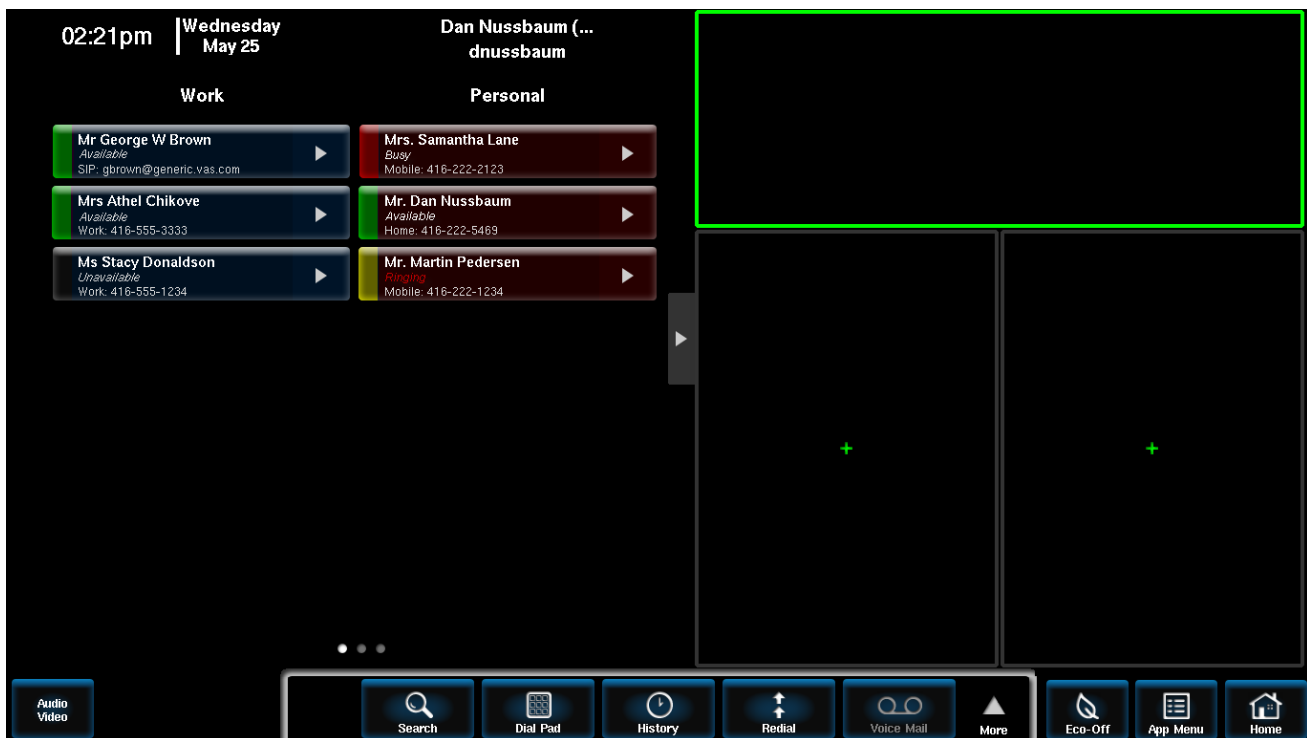 02:21pm
Wednesday
May 25
Dan Nussbaum (...
dnussbaum
Work
Personal
Mr George W Brown
Available
SIP: gbrown@generic.vas.com
Mrs. Samantha Lane
Busy
Mobile: 416-222-2123
Mrs Athel Chikove
Available
Work: 416-555-3333
Mr. Dan Nussbaum
Available
Home: 416-222-5469
Ms Stacy Donaldson
Unavailable
Work: 416-555-1234
Mr. Martin Pedersen
Ringing
Mobile: 416-222-1234
Audio
Video
Search
Dial Pad
History
Redial
Voice Mail
More
Eco-Off
App Menu
Home